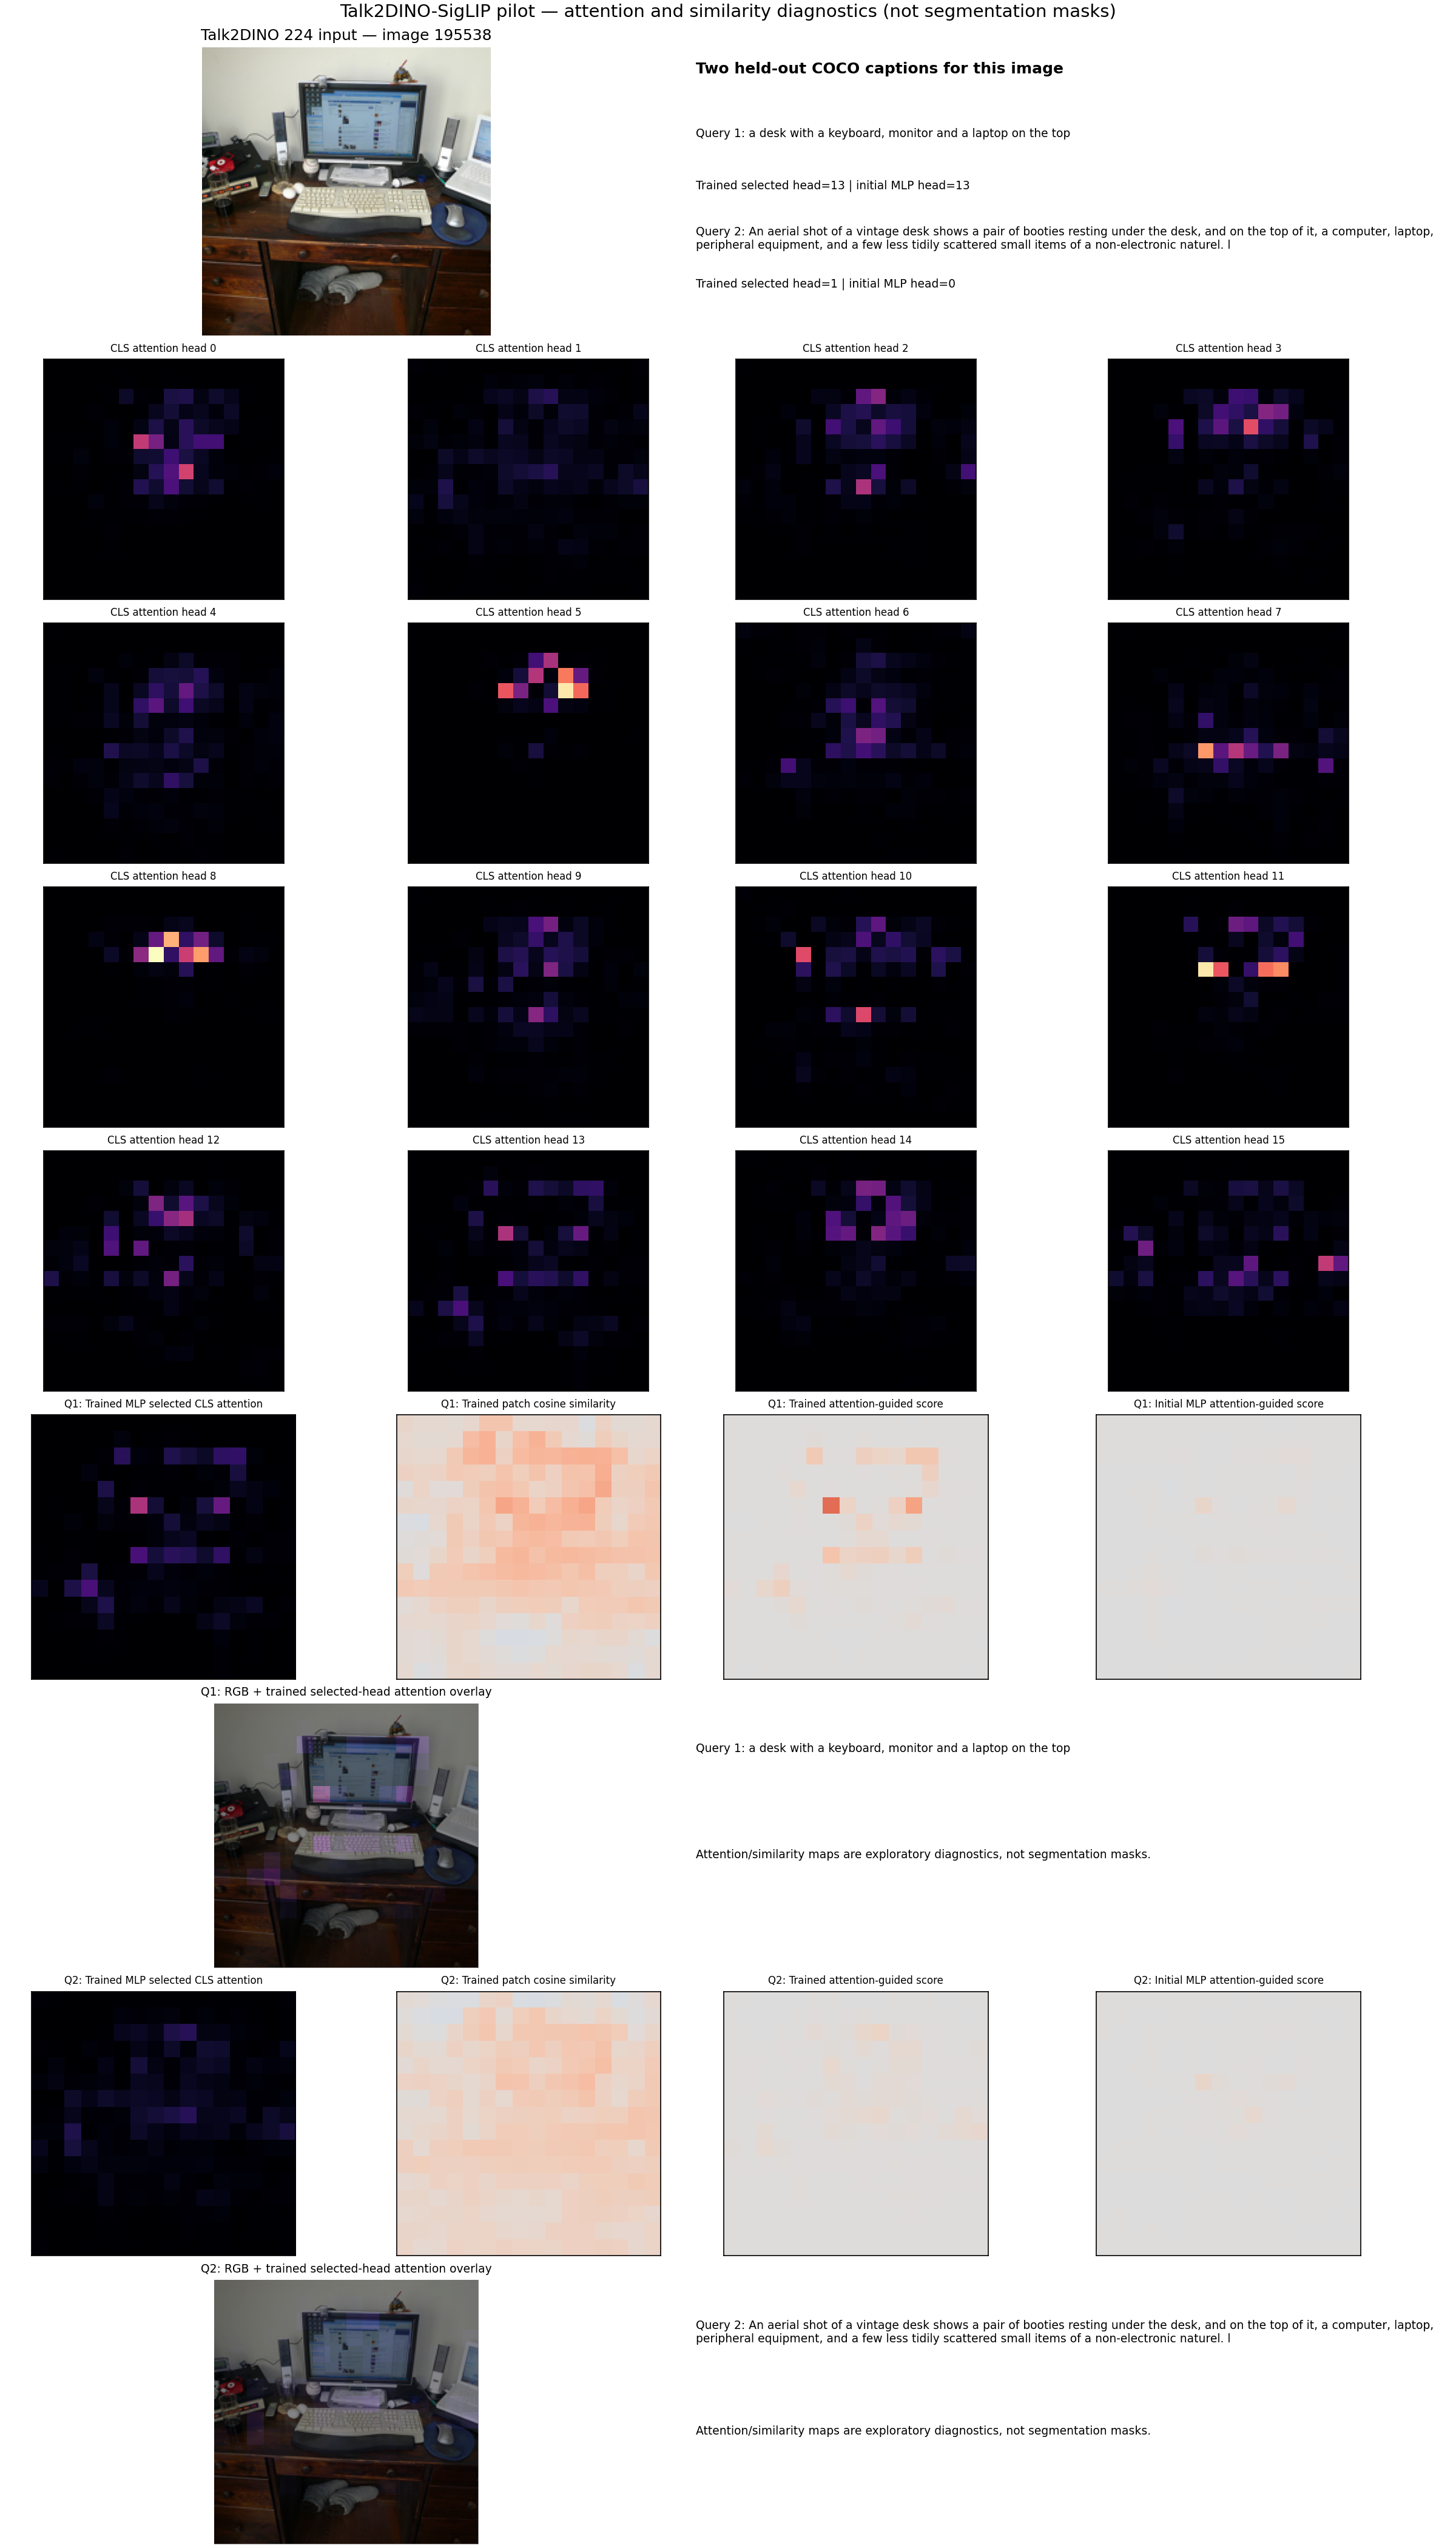 Talk2DINO-SigLIP pilot — attention and similarity diagnostics (not segmentation masks)
Talk2DINO 224 input — image 195538
Two held-out COCO captions for this image
Query 1: a desk with a keyboard, monitor and a laptop on the top
Trained selected head=13 | initial MLP head=13
Query 2: An aerial shot of a vintage desk shows a pair of booties resting under the desk, and on the top of it, a computer, laptop,
peripheral equipment, and a few less tidily scattered small items of a non-electronic naturel. l
Trained selected head=1 | initial MLP head=0
CLS attention head 0
CLS attention head 1
CLS attention head 2
CLS attention head 3
CLS attention head 4
CLS attention head 5
CLS attention head 6
CLS attention head 7
CLS attention head 8
CLS attention head 9
CLS attention head 10
CLS attention head 11
CLS attention head 12
CLS attention head 13
CLS attention head 14
CLS attention head 15
Q1: Trained MLP selected CLS attention
Q1: Trained patch cosine similarity
Q1: Trained attention-guided score
Q1: Initial MLP attention-guided score
Q1: RGB + trained selected-head attention overlay
Query 1: a desk with a keyboard, monitor and a laptop on the top
Attention/similarity maps are exploratory diagnostics, not segmentation masks.
Q2: Trained MLP selected CLS attention
Q2: Trained patch cosine similarity
Q2: Trained attention-guided score
Q2: Initial MLP attention-guided score
Q2: RGB + trained selected-head attention overlay
Query 2: An aerial shot of a vintage desk shows a pair of booties resting under the desk, and on the top of it, a computer, laptop,
peripheral equipment, and a few less tidily scattered small items of a non-electronic naturel. l
Attention/similarity maps are exploratory diagnostics, not segmentation masks.